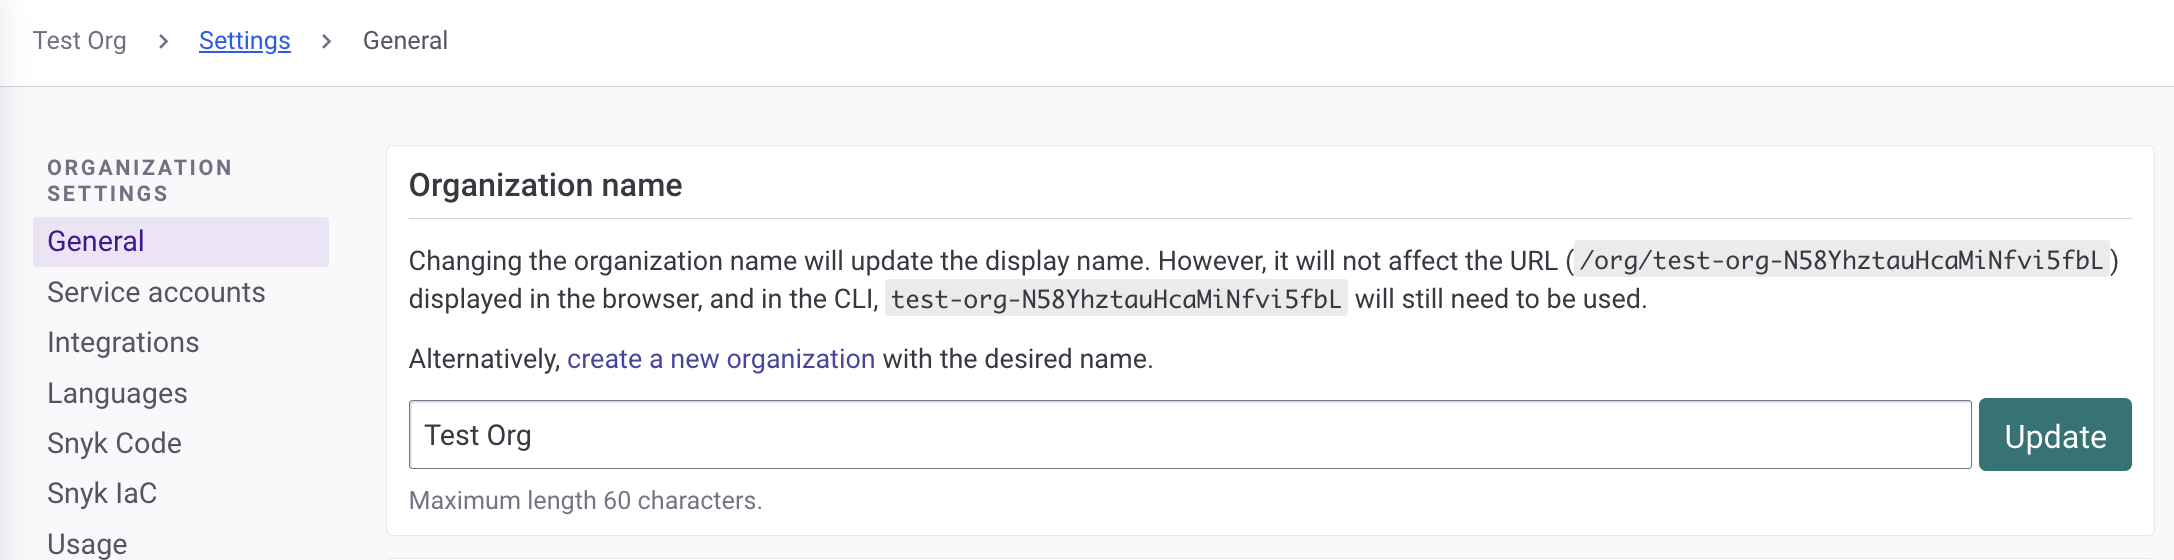 Test Org > Settings > General
ORGANIZATION
SETTINGS
General
Service accounts
Integrations
Languages
Snyk Code
Snyk IaC
Usage
Organization name
Changing the organization name will update the display name. However, it will not affect the URL (/org/test-org-N58YhztauHcaMiNfvi5fbL)
displayed in the browser, and in the CLI, test-org-N58YhztauHcaMiNfvi5fbL will still need to be used.
Alternatively, create a new organization with the desired name.
Test Org
Update
Maximum length 60 characters.